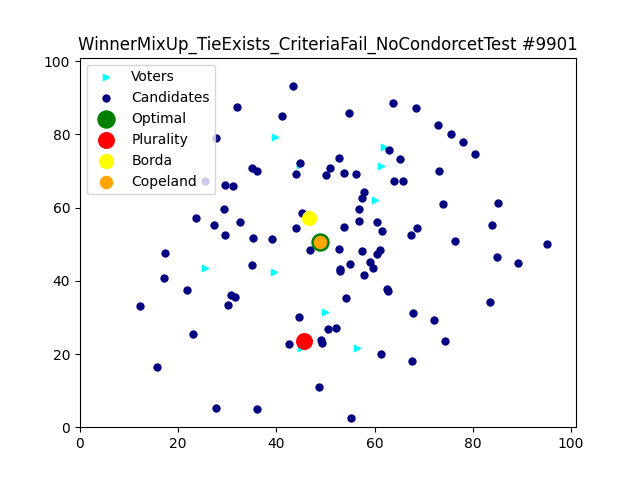 WinnerMixUp_TieExists_CriteriaFail_NoCondorcetTest #9901
100
80
60
40
20
0
Voters
Candidates
Optimal
Plurality
Borda
Copeland
0 20 40 60 80 100